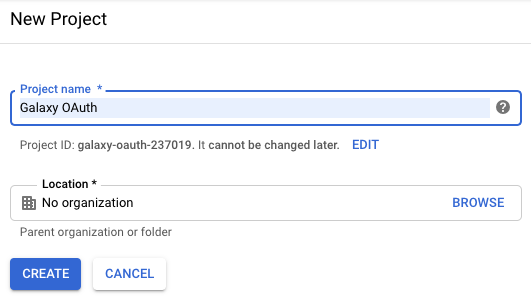 New Project
Project name *
Galaxy OAuth
Project ID: galaxy-oauth-237019. It cannot be changed later. EDIT
Location *
No organization BROWSE
Parent organization or folder
CREATE CANCEL